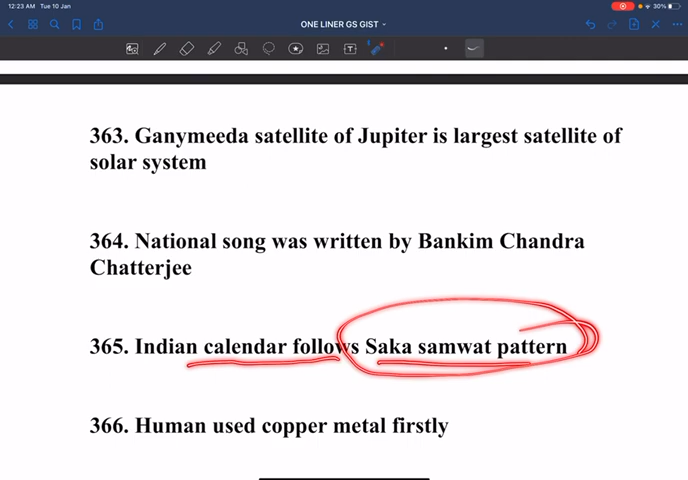 12:23 AM Tue 10 Jan
30%
ONE LINER GS GIST
363. Ganymeeda satellite of Jupiter is largest satellite of
solar system
364. National song was written by Bankim Chandra
Chatterjee
365. Indian calendar follows Saka samwat pattern
366. Human used copper metal firstly